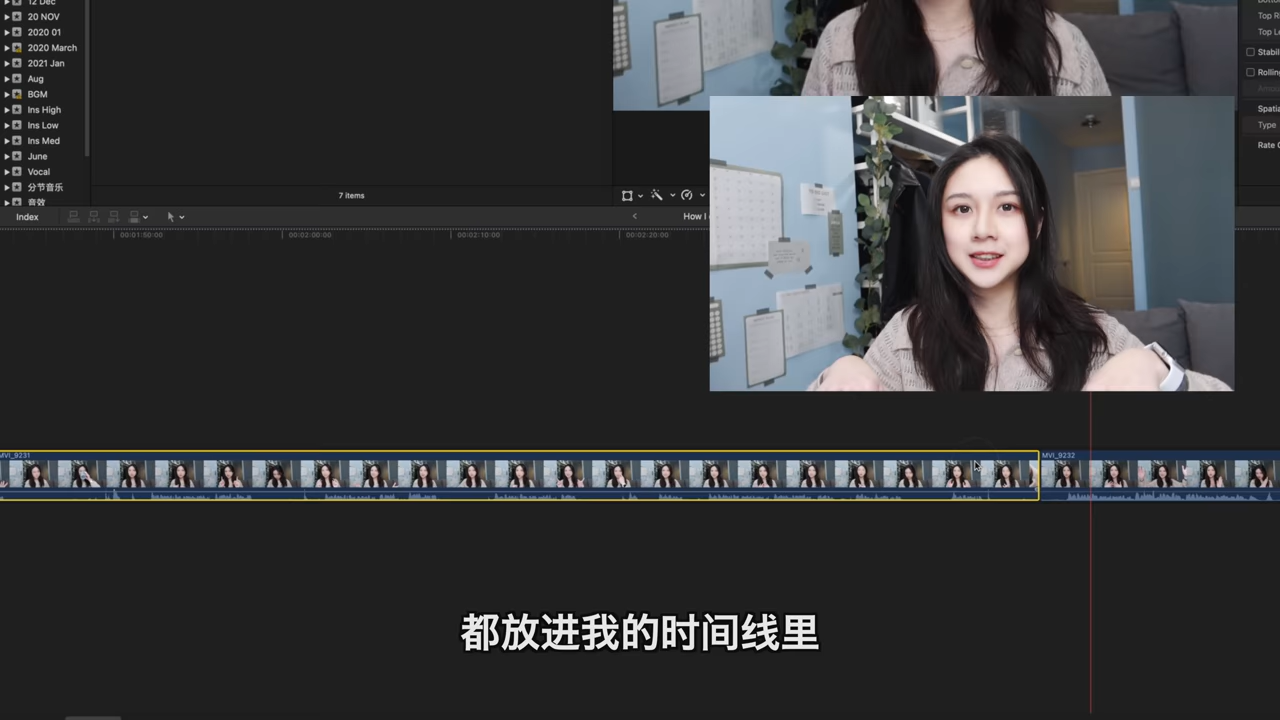 12 Dec
20 NOV
2020 01
2020 March
2021 Jan
Aug
BGM
Ins High
Ins Low
Ins Med
June
Vocal
分节音乐
音效
Top R
Top Le
Stabil
Rolling
Spatia
Type
Rate C
7 items
Index
How I
00:01:50:00
00:02:00:00
00:02:10:00
00:02:20:00
MVI_9231
MVI_9232
都放进我的时间线里